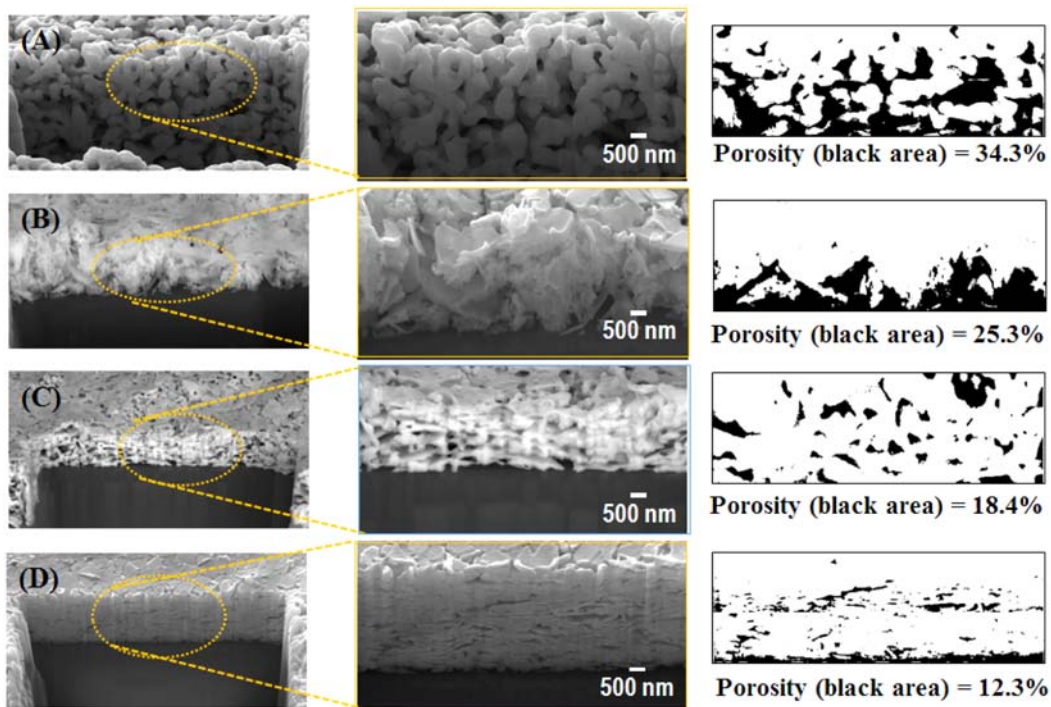 (A)
500 nm
Porosity (black area) = 34.3%
(B)
500 nm
Porosity (black area) = 25.3%
(C)
500 nm
Porosity (black area) = 18.4%
(D)
500 nm
Porosity (black area) = 12.3%